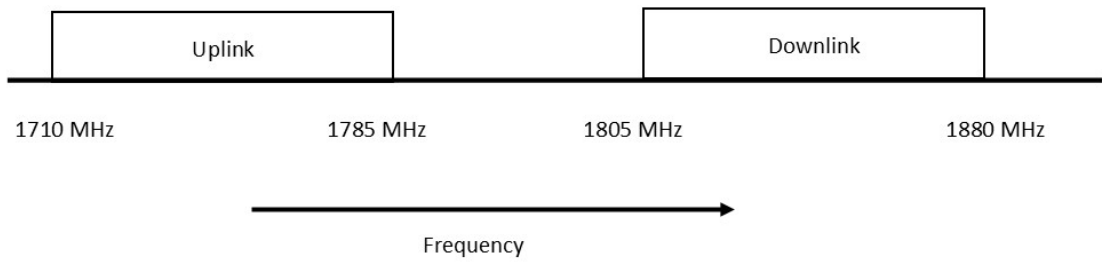 Uplink
Downlink
1710 MHz
1785 MHz
1805 MHz
1880 MHz
Frequency